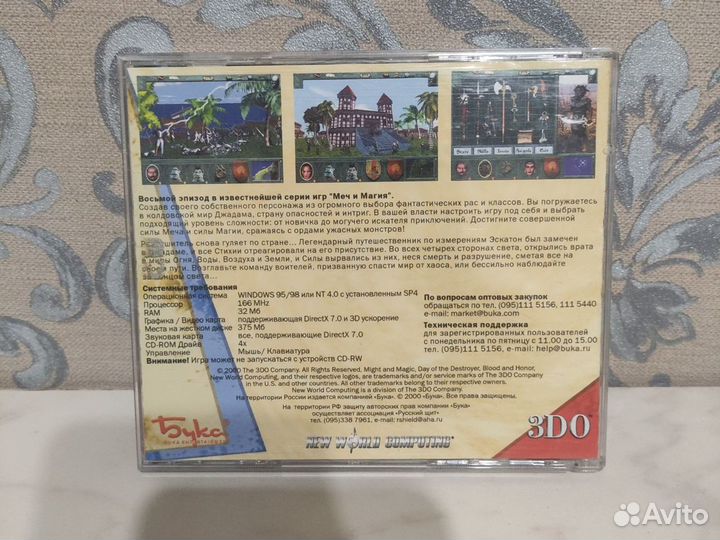 Stats Skills Inven Awards Exit
Восьмой эпизод в известнейшей серии игр "Меч и Магия".
Создав своего собственного персонажа из огромного выбора фантастических рас и классов. Вы погружаетесь
в колдовской мир Джадама, страну опасностей и интриг. В вашей власти настроить игру под себя и выбрать
подходящий уровень сложности: от новичка до могучего искателя приключений. Достигните совершенной
силы Меча и силы Магии, сражаясь с ордами ужасных монстров!
снова гуляет по стране... Легендарный путешественник по измерениям Эскатон был замечен
в все Стихии отреагировали на его присутствие. Во всех четырех сторонах света, открылись врата
в миры Огня, Воды, Воздуха и Земли, и Силы вырвались из них, неся смерть и разрушение, сметая все на
своем пути. Возглавьте команду воителей, призванную спасти мир от хаоса, или бессильно наблюдайте
за концом света...
Системные требования
Операционная система WINDOWS 95/98 или NT 4.0 с установленным SP4
Процессор 166 MHz
RAM 32 Мб
Графика / Видео карта поддерживающая DirectX 7.0 и 3D ускорение
Места на жестком диске 375 Мб
Звуковая карта все, поддерживающие DirectX 7.0
CD-ROM Драйв 4x
Управление Мышь/ Клавиатура
Внимание! Игра может не запускаться с устройств CD-RW
По вопросам оптовых закупок
обращаться по тел. (095)111 5156, 111 5440
e-mail: market@buka.com
Техническая поддержка
для зарегистрированных пользователей
с понедельника по пятницу с 11.00 до 15.00
тел. (095)111 5156, e-mail: help@buka.ru
© 2000 The 3DO Company. All Rights Reserved. Might and Magic, Day of the Destroyer, Blood and Honor,
New World Computing, and their respective logos, are trademarks and/or service marks of The 3DO Company
in the U.S. and other countries. All other trademarks belong to their respective owners.
New World Computing is a division of The 3DO Company.
На территории России издается компанией «Бука». © 2000 «Бука». Все права защищены.
На территории РФ защиту авторских прав компании «Бука»
осуществляет ассоциация «Русский щит»
тел. (095)338.7961, e-mail: rshield@aha.ru
Бука
BUKA ENTERTAINMENT
NEW WORLD COMPUTING
3DO
Avito